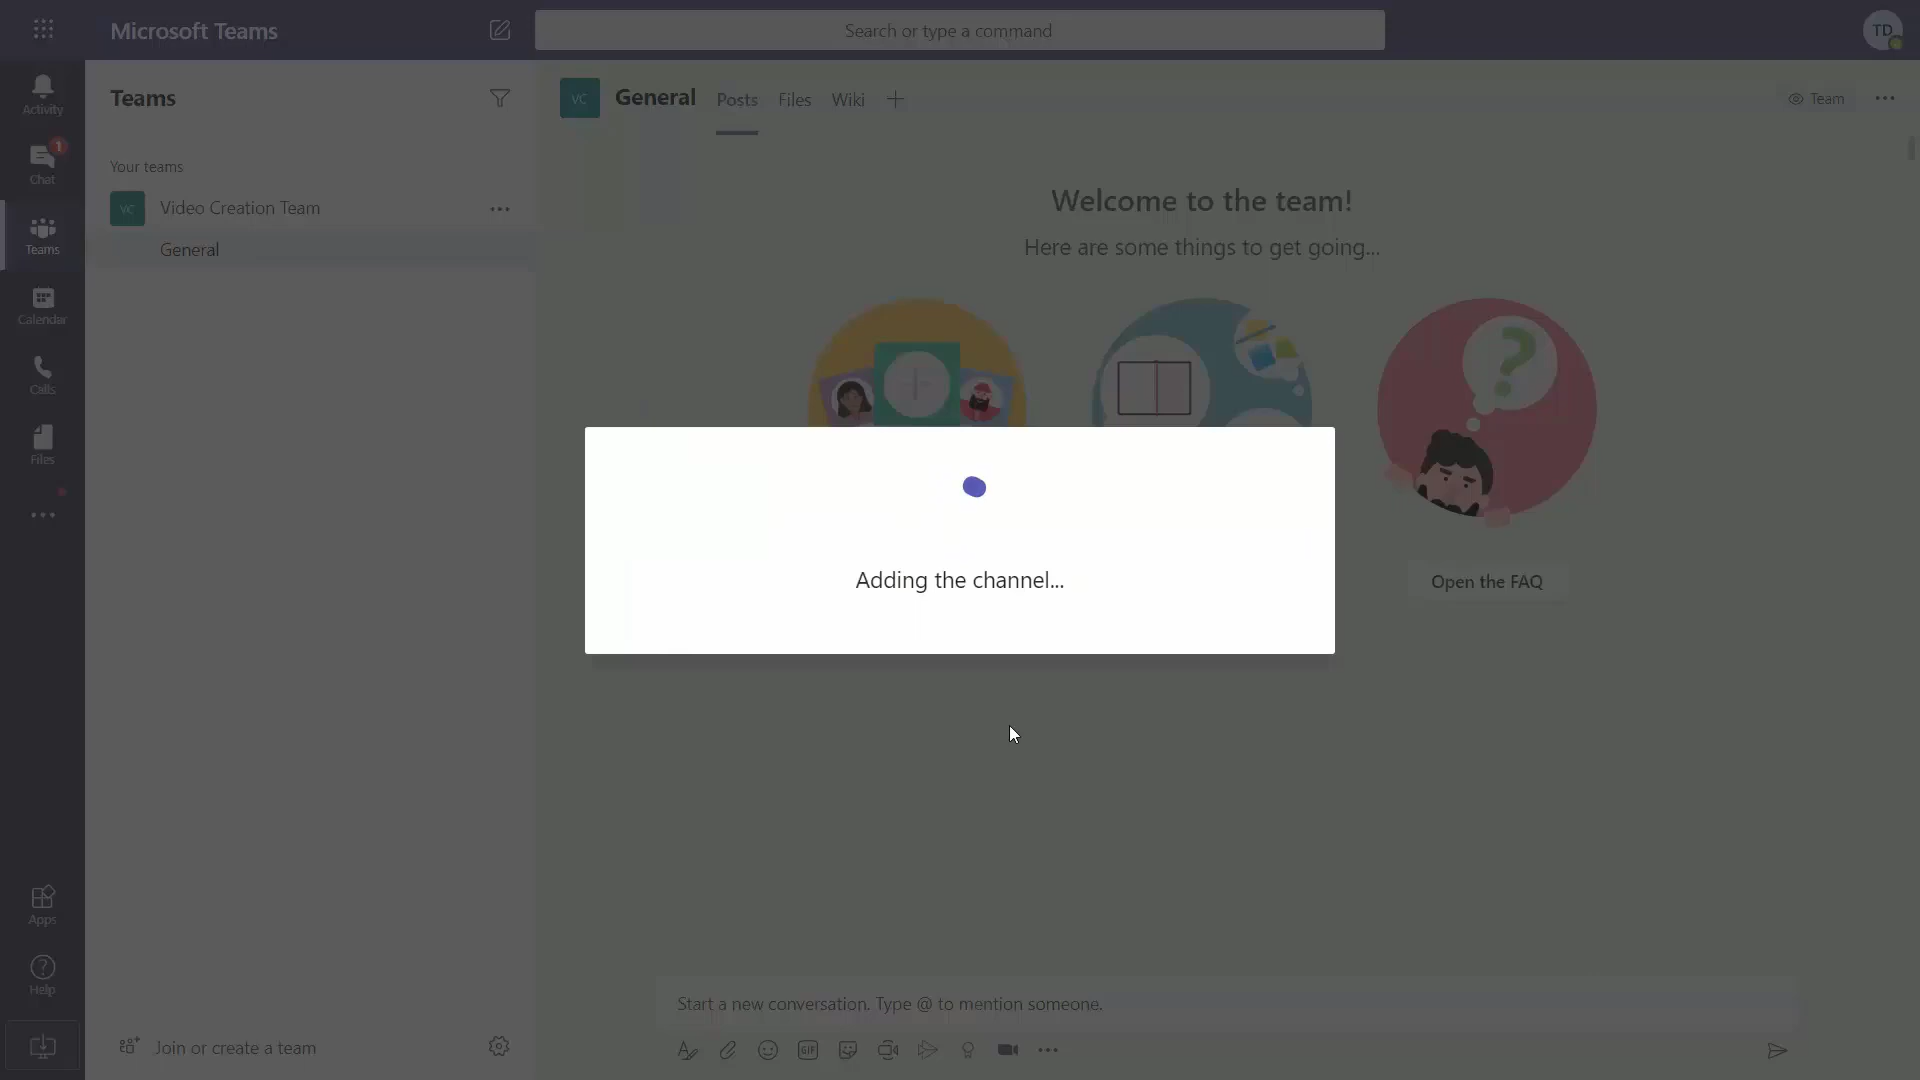 Microsoft Teams
Search or type a command
TD
Activity
Teams
VC
General
Posts
Files
Wiki
Team
1
Chat
Your teams
Welcome to the team!
VC
Video Creation Team
Teams
General
Here are some things to get going...
Calendar
Calls
Files
Adding the channel...
Open the FAQ
Apps
Help
Start a new conversation. Type @ to mention someone.
Join or create a team
GIF